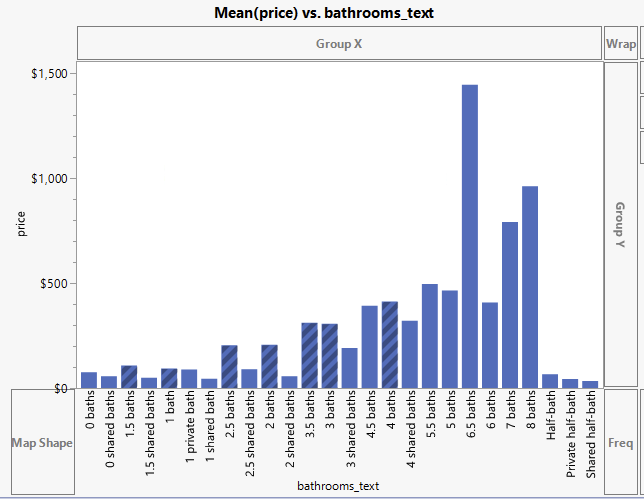 Mean(price) vs. bathrooms_text
Group X
Wrap
$1,500
$1,000
$500
$0
price
Group Y
Map Shape
0 baths
0 shared baths
1.5 baths
1.5 shared baths
1 bath
1 private bath
1 shared bath
2.5 baths
2.5 shared baths
2 baths
2 shared baths
3.5 baths
3 baths
3 shared baths
4.5 baths
4 baths
4 shared baths
5.5 baths
5 baths
6.5 baths
6 baths
7 baths
8 baths
Half-bath
Private half-bath
Shared half-bath
Freq
bathrooms_text